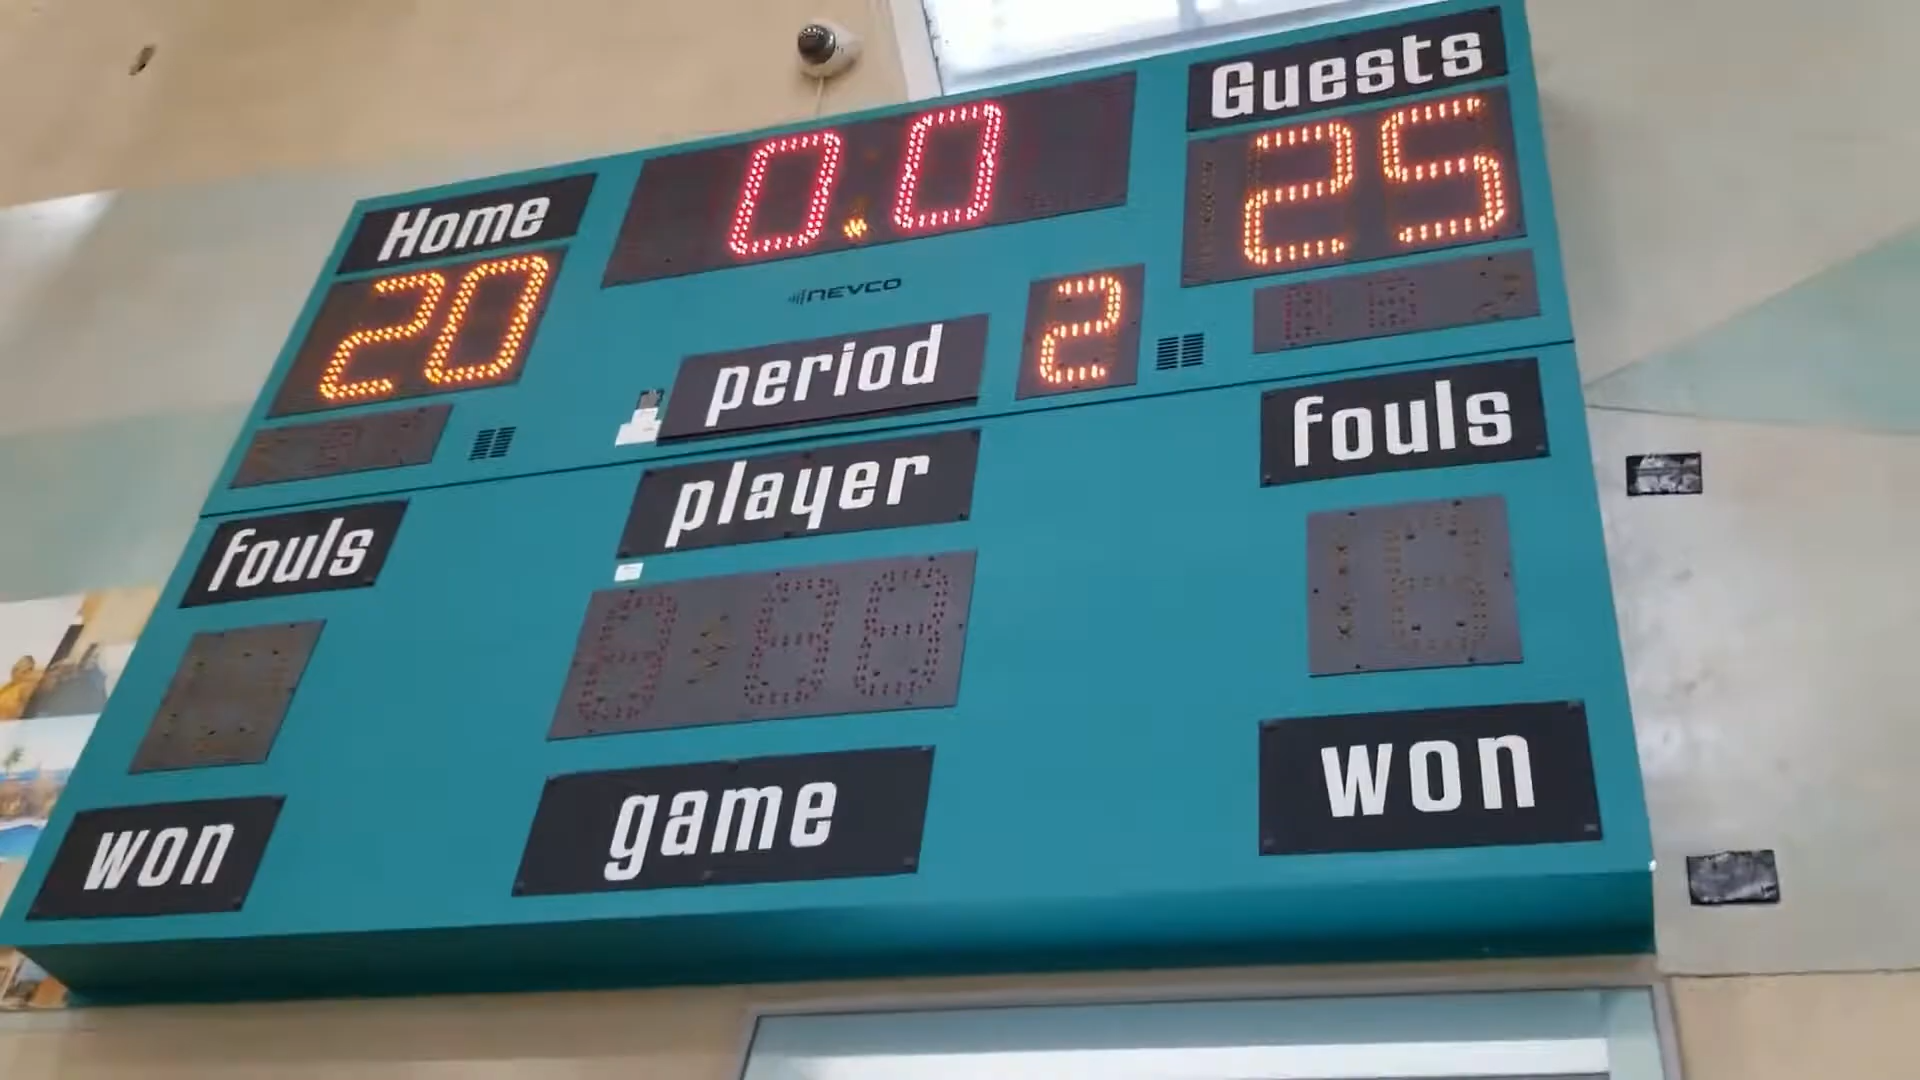 Home 0.0 Guests
20 25
NEVCO
period 2
fouls player fouls
won game won